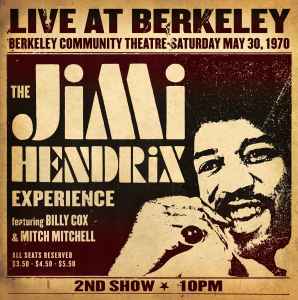 LIVE AT BERKELEY
BERKELEY COMMUNITY THEATRE-SATURDAY MAY 30, 1970
THE
JiMi
HENDRiX
EXPERIENCE
featuring BILLY COX
& MITCH MITCHELL
ALL SEATS RESERVED
$3.50 - $4.50 - $5.50
2ND SHOW ★ 10PM